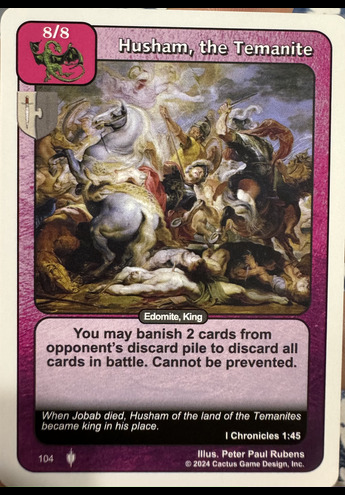 8/8
Husham, the Temanite
Edomite, King
You may banish 2 cards from
opponent's discard pile to discard all
cards in battle. Cannot be prevented.
When Jobab died, Husham of the land of the Temanites
became king in his place.
I Chronicles 1:45
Illus. Peter Paul Rubens
104
© 2024 Cactus Game Design, Inc.